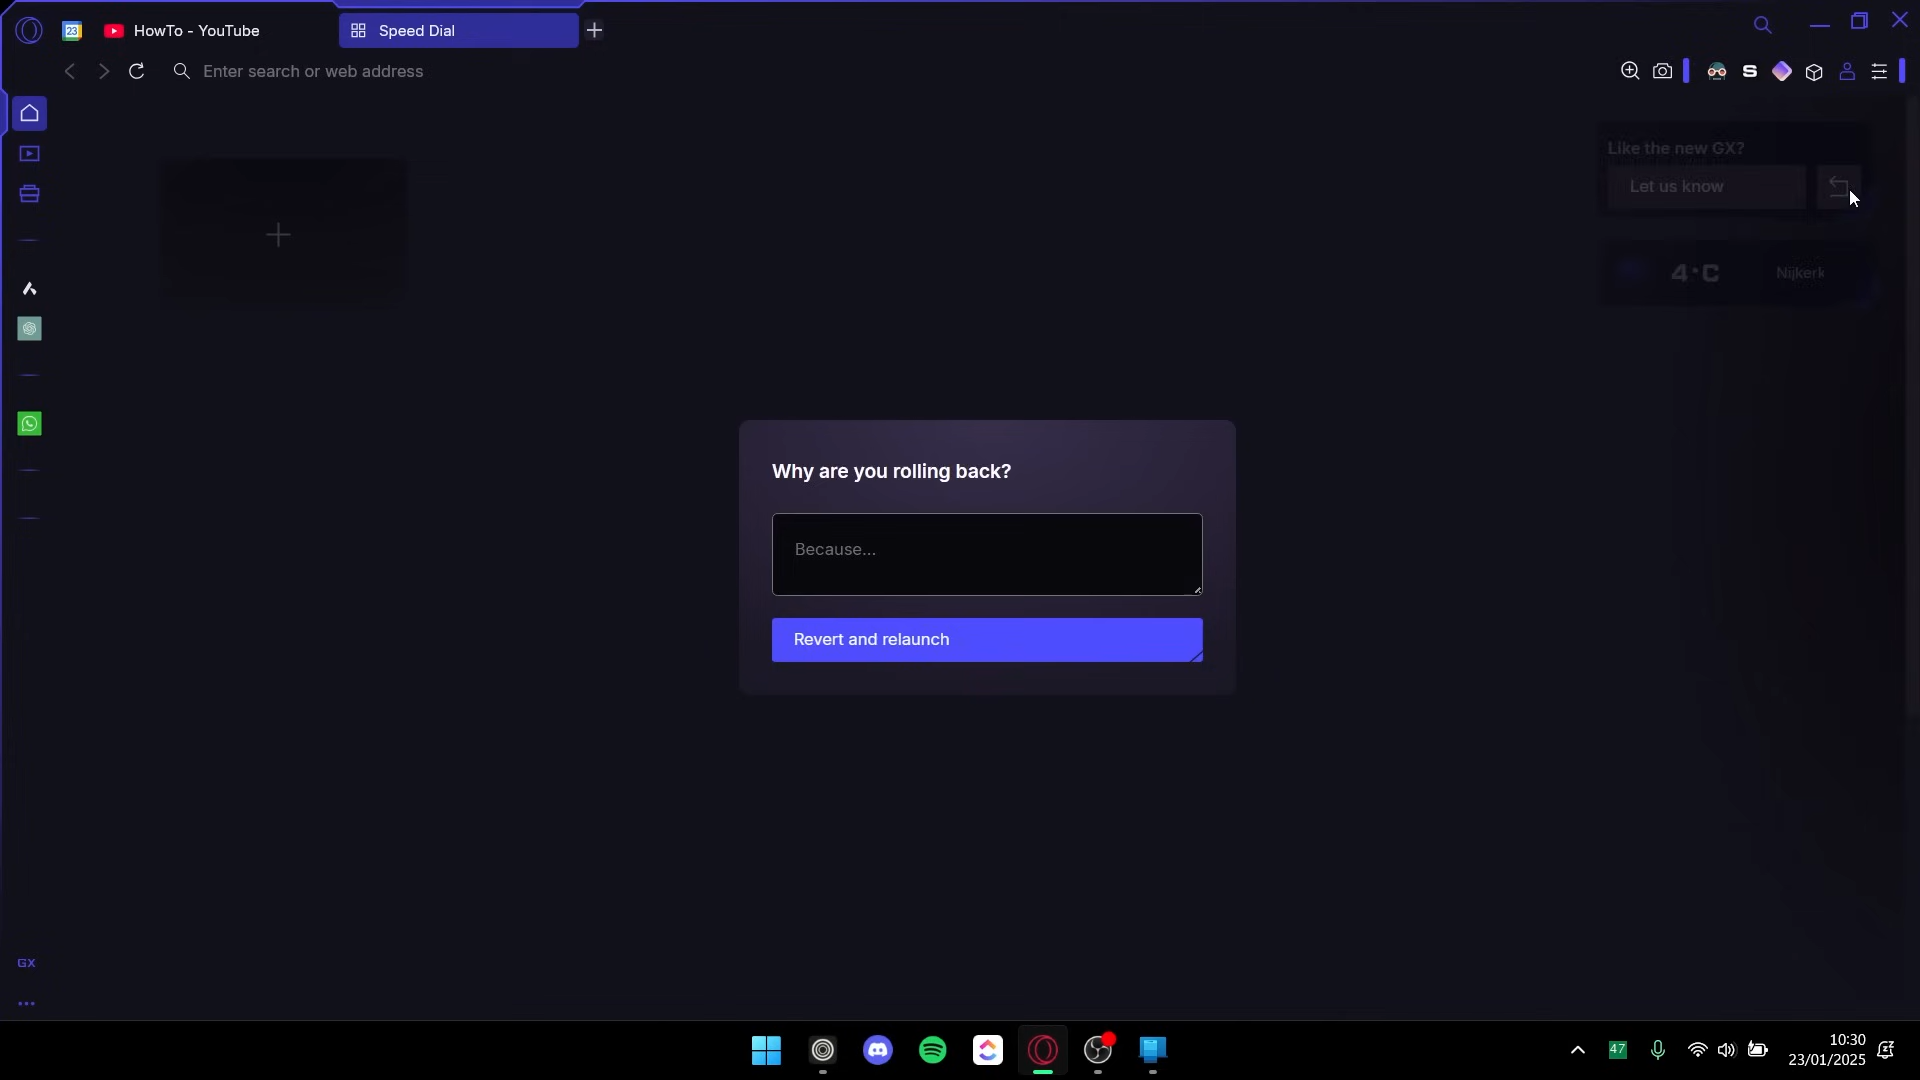 23
HowTo - YouTube
Speed Dial
Enter search or web address
S
Like the new GX?
Let us know
4°C
Nijkerk
Why are you rolling back?
Because...
Revert and relaunch
GX
47
10:30
23/01/2025